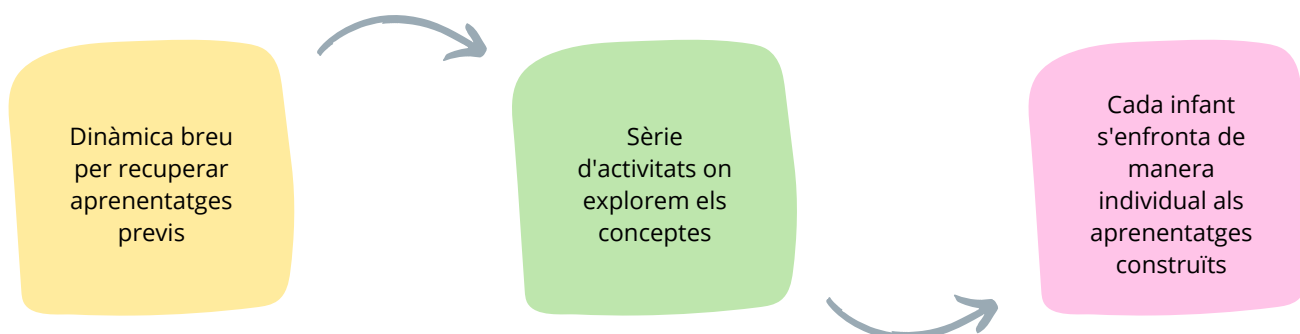 Dinàmica breu
per recuperar
aprenentatges
previs
Sèrie
d'activitats on
explorem els
conceptes
Cada infant
s'enfronta de
manera
individual als
aprenentatges
construïts